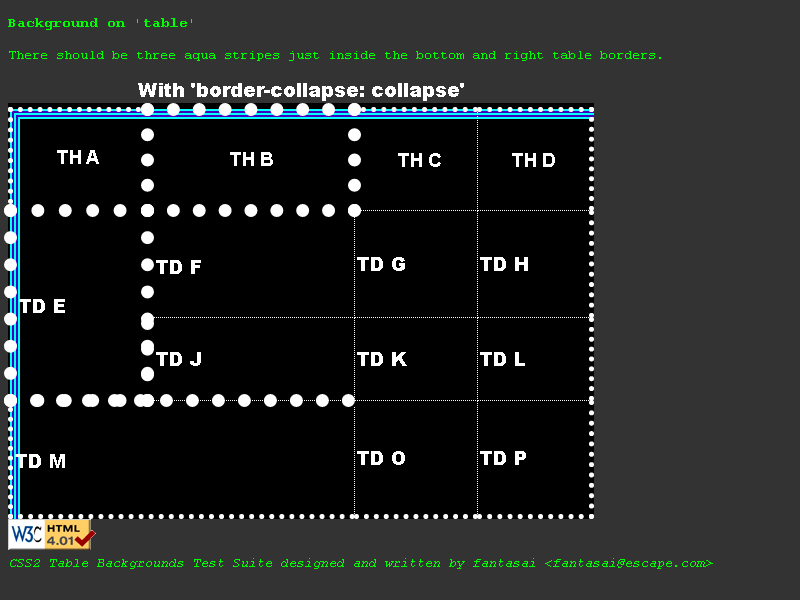 Background on 'table'
There should be three aqua stripes just inside the bottom and right table borders.
With 'border-collapse: collapse'
TH A TH B TH C TH D
TD F TD G TD H
TD E
TD J TD K TD L
TD M TD O TD P
W3C HTML 4.01
CSS2 Table Backgrounds Test Suite designed and written by fantasai <fantasai@escape.com>